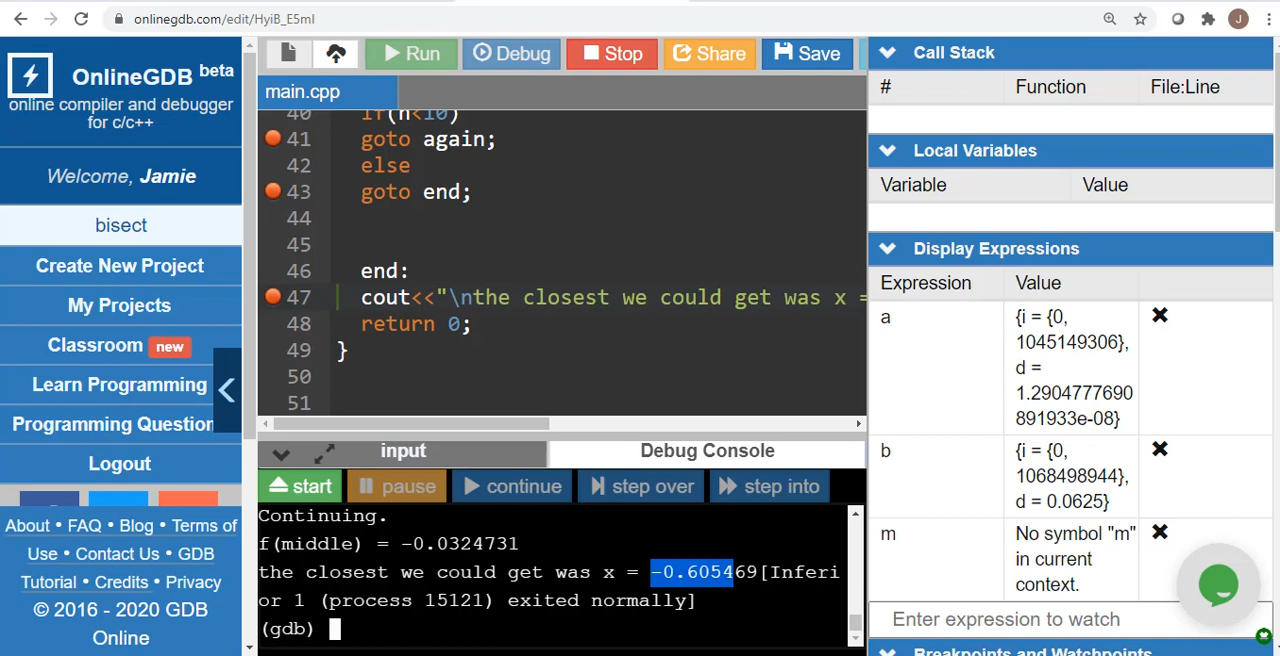 onlinegdb.com/edit/HyiB_E5mI
J
OnlineGDB beta
online compiler and debugger
for c/c++
Welcome, Jamie
bisect
Create New Project
My Projects
Classroom new
Learn Programming
Programming Question
Logout
About • FAQ • Blog • Terms of
Use • Contact Us • GDB
Tutorial • Credits • Privacy
© 2016 - 2020 GDB
Online
Run Debug Stop Share Save
main.cpp
40 if(n<10)
41 goto again;
42 else
43 goto end;
44
45
46 end:
47 cout<<"\nthe closest we could get was x =
48 return 0;
49 }
50
51
input Debug Console
start pause continue step over step into
Continuing.
f(middle) = -0.0324731
the closest we could get was x = -0.605469[Inferi
or 1 (process 15121) exited normally]
(gdb)
Call Stack
# Function File:Line
Local Variables
Variable Value
Display Expressions
Expression Value
a {i = {0,
1045149306},
d =
1.2904777690
891933e-08}
b {i = {0,
1068498944},
d = 0.0625}
m No symbol "m"
in current
context.
Enter expression to watch
Breakpoints and Watchpoints